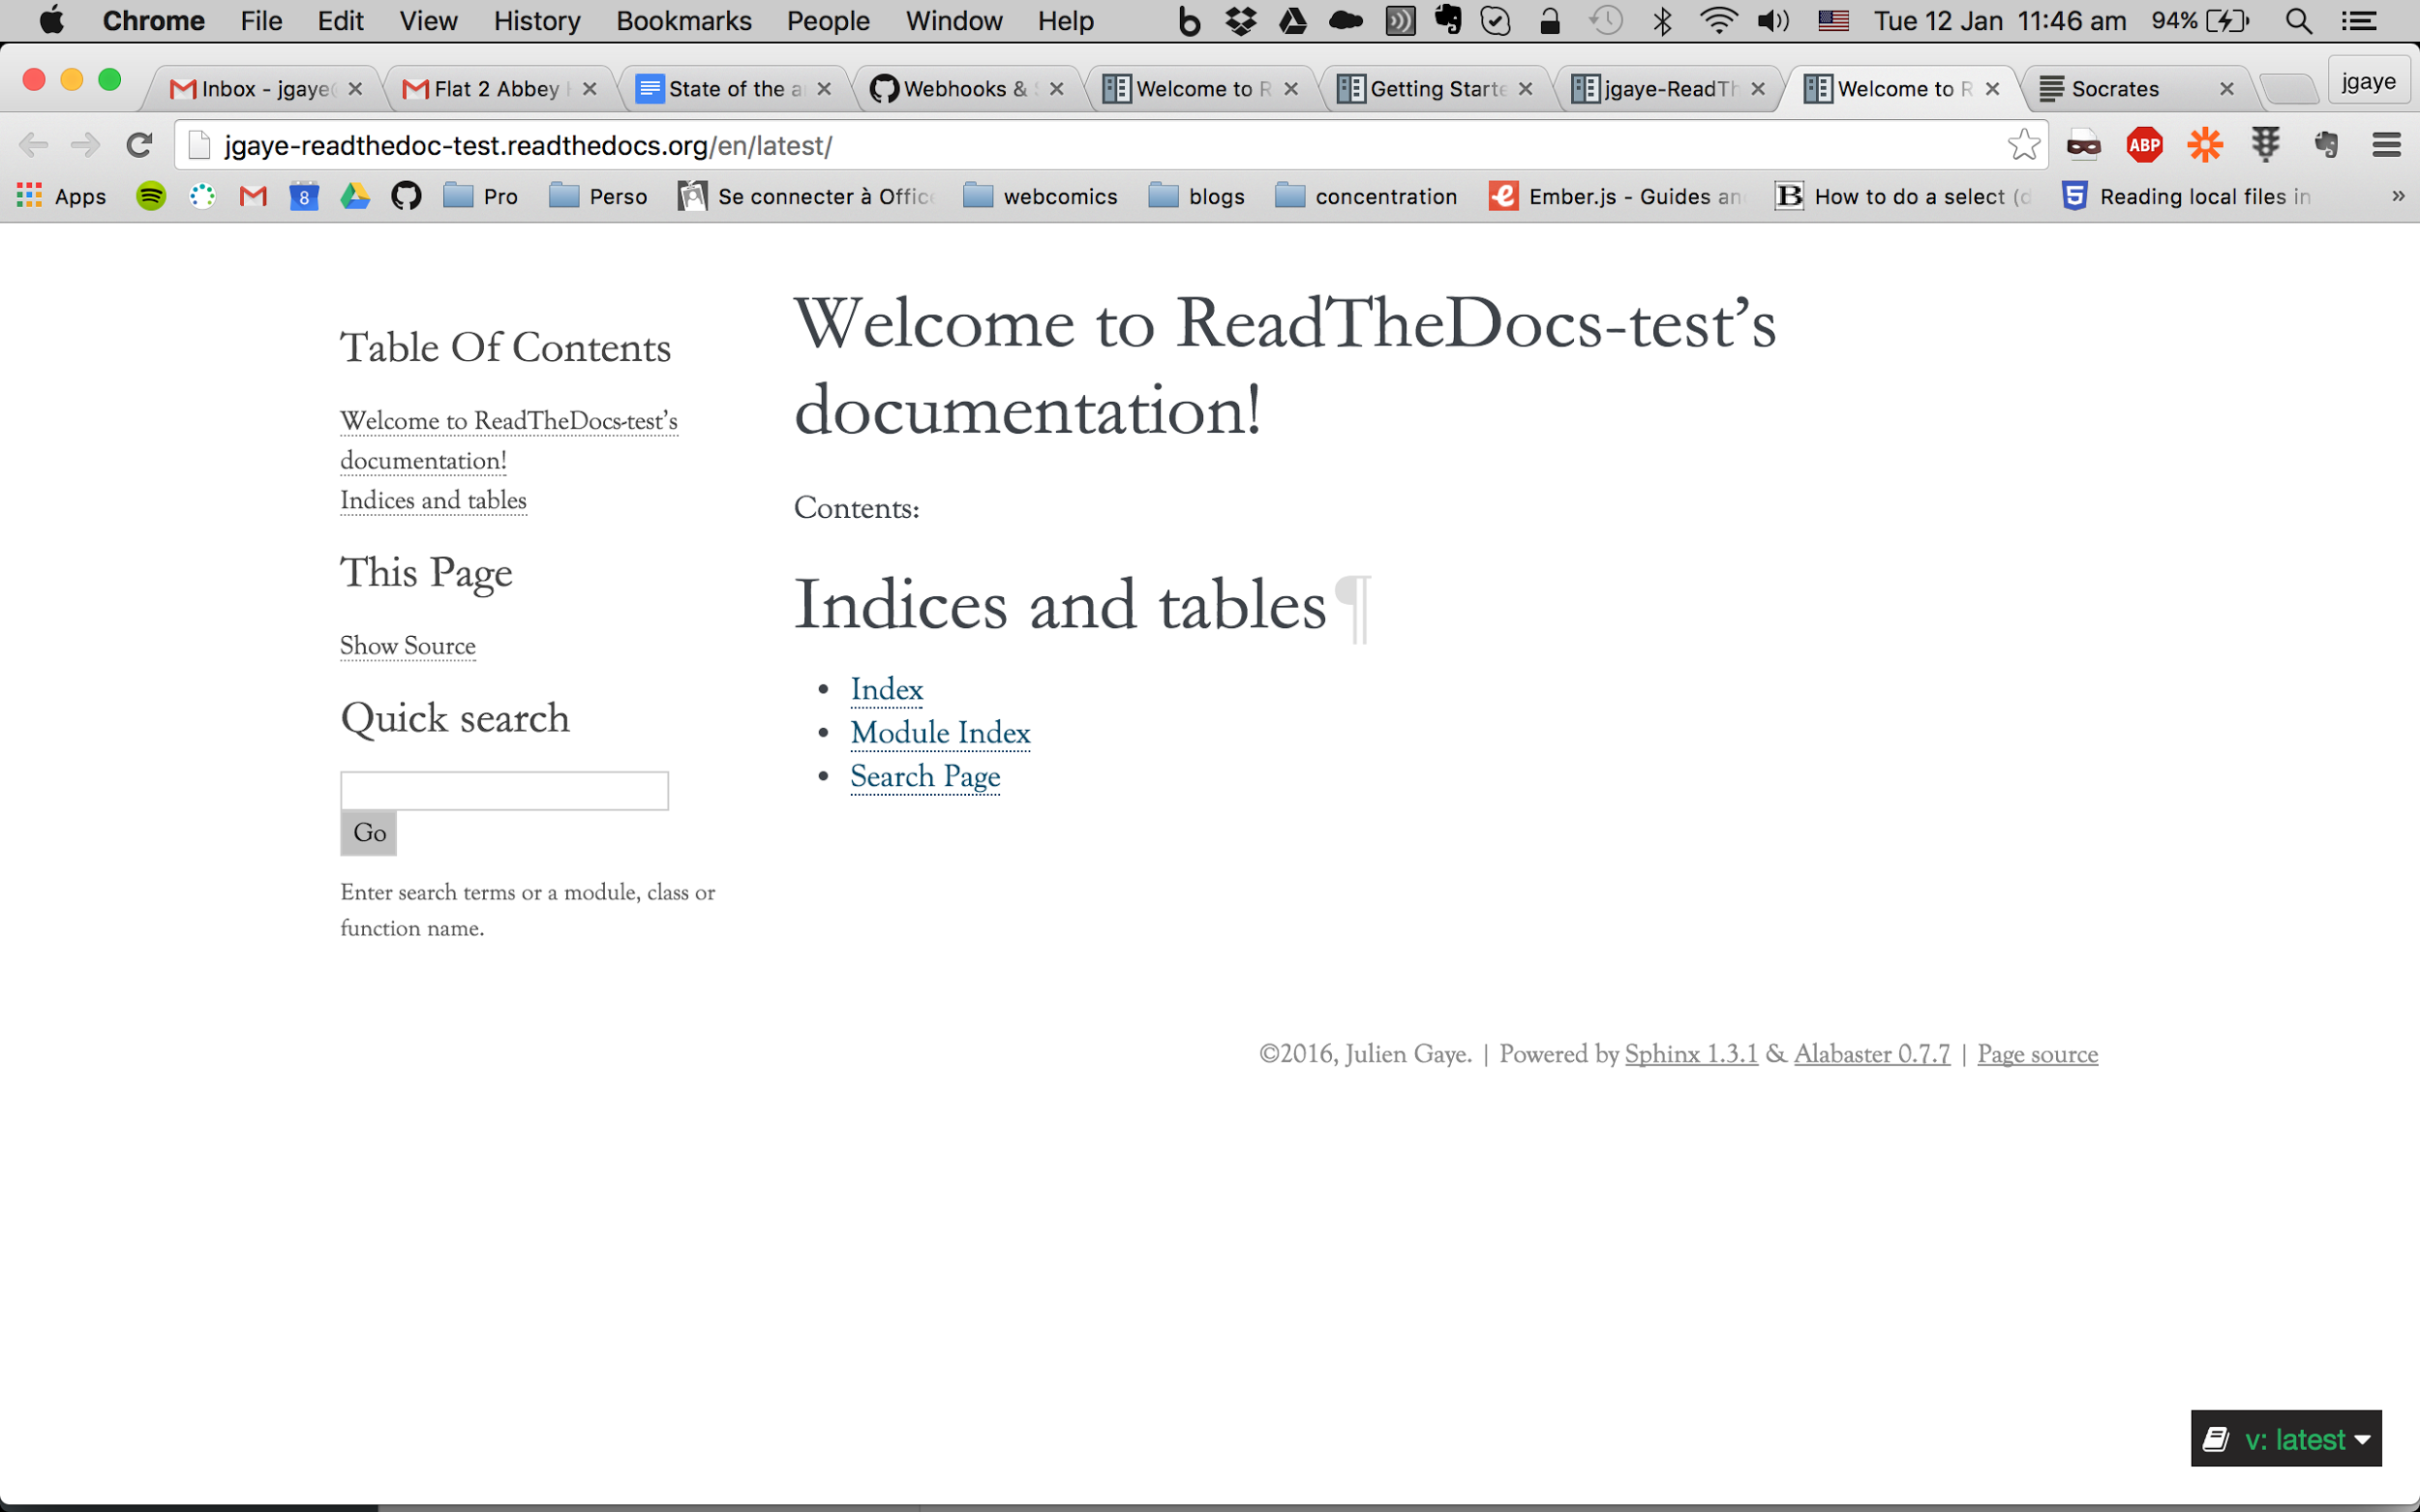 Chrome File Edit View History Bookmarks People Window Help Tue 12 Jan 11:46 am 94%
Inbox - jgaye Flat 2 Abbey State of the a Webhooks & Welcome to R Getting Starte jgaye-ReadTh Welcome to R Socrates jgaye
jgaye-readthedoc-test.readthedocs.org/en/latest/ ABP
Apps 8 Pro Perso Se connecter à Office webcomics blogs concentration Ember.js - Guides an B How to do a select (d 5 Reading local files in »
Welcome to ReadTheDocs-test’s
documentation!
Table Of Contents
Welcome to ReadTheDocs-test’s
documentation!
Indices and tables
This Page
Show Source
Quick search
Go
Enter search terms or a module, class or
function name.
Contents:
Indices and tables¶
• Index
• Module Index
• Search Page
©2016, Julien Gaye. | Powered by Sphinx 1.3.1 & Alabaster 0.7.7 | Page source
v: latest